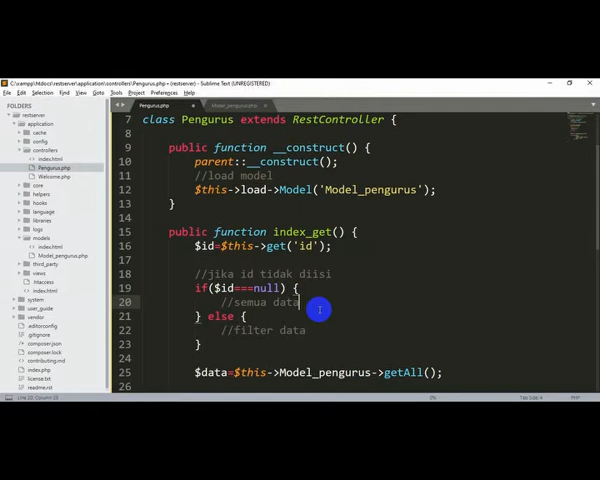 C:\xampp\htdocs\restserver\application\controllers\Pengurus.php • (restserver) - Sublime Text (UNREGISTERED)
File Edit Selection Find View Goto Tools Project Preferences Help
FOLDERS
restserver
application
cache
config
controllers
index.html
Pengurus.php
Welcome.php
core
helpers
hooks
language
libraries
logs
models
index.html
Model_pengurus.php
third_party
views
.htaccess
index.html
system
user_guide
vendor
.editorconfig
.gitignore
composer.json
composer.lock
contributing.md
index.php
license.txt
readme.rst
Pengurus.php
Model_pengurus.php
7 class Pengurus extends RestController {
8
9 public function __construct() {
10 parent::__construct();
11 //load model
12 $this->load->Model('Model_pengurus');
13 }
14
15 public function index_get() {
16 $id=$this->get('id');
17
18 //jika id tidak diisi
19 if($id===null) {
20 //semua data
21 } else {
22 //filter data
23 }
24
25 $data=$this->Model_pengurus->getAll();
26
Tab Size: 4
PHP